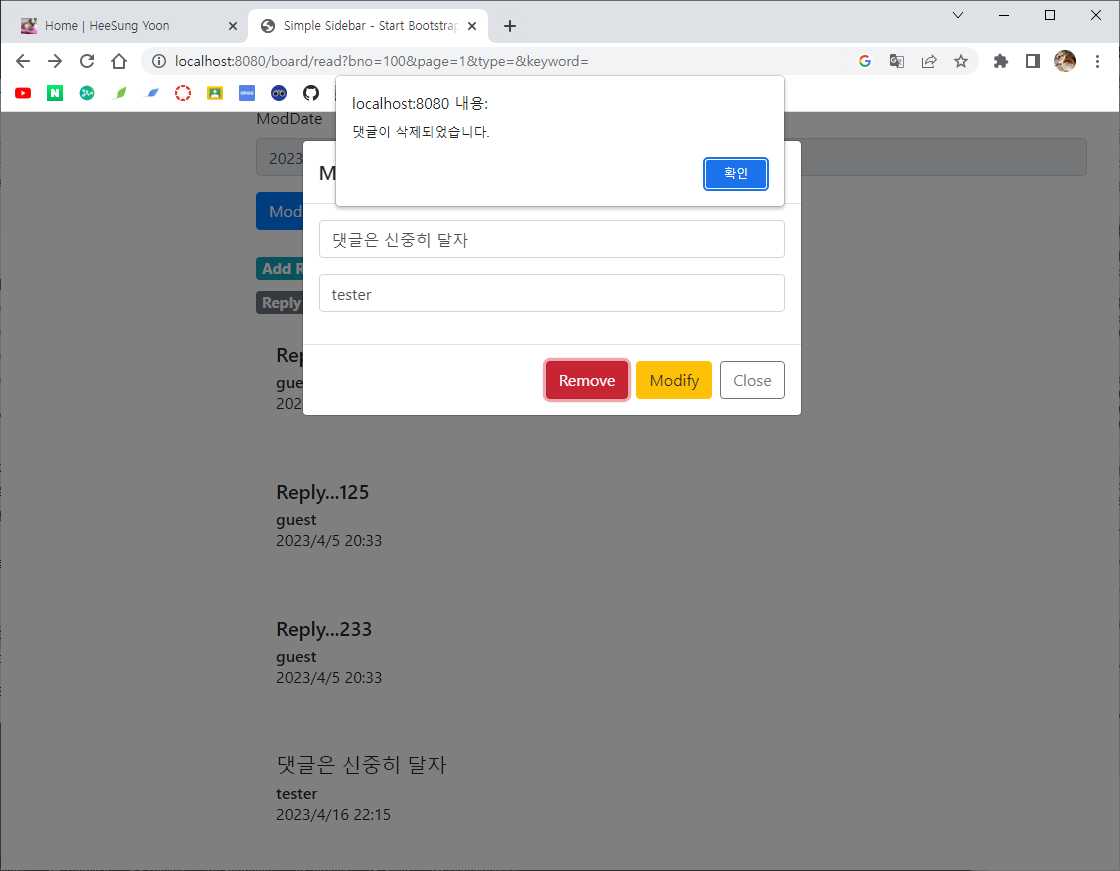 Home | HeeSung Yoon
Simple Sidebar - Start Bootstrap
localhost:8080/board/read?bno=100&page=1&type=&keyword=
localhost:8080 내용:
댓글이 삭제되었습니다.
확인
ModDate
2023
M
Mod
댓글은 신중히 달자
Add R
tester
Reply
Rep
Remove
Modify
Close
gue
202
Reply...125
guest
2023/4/5 20:33
Reply...233
guest
2023/4/5 20:33
댓글은 신중히 달자
tester
2023/4/16 22:15